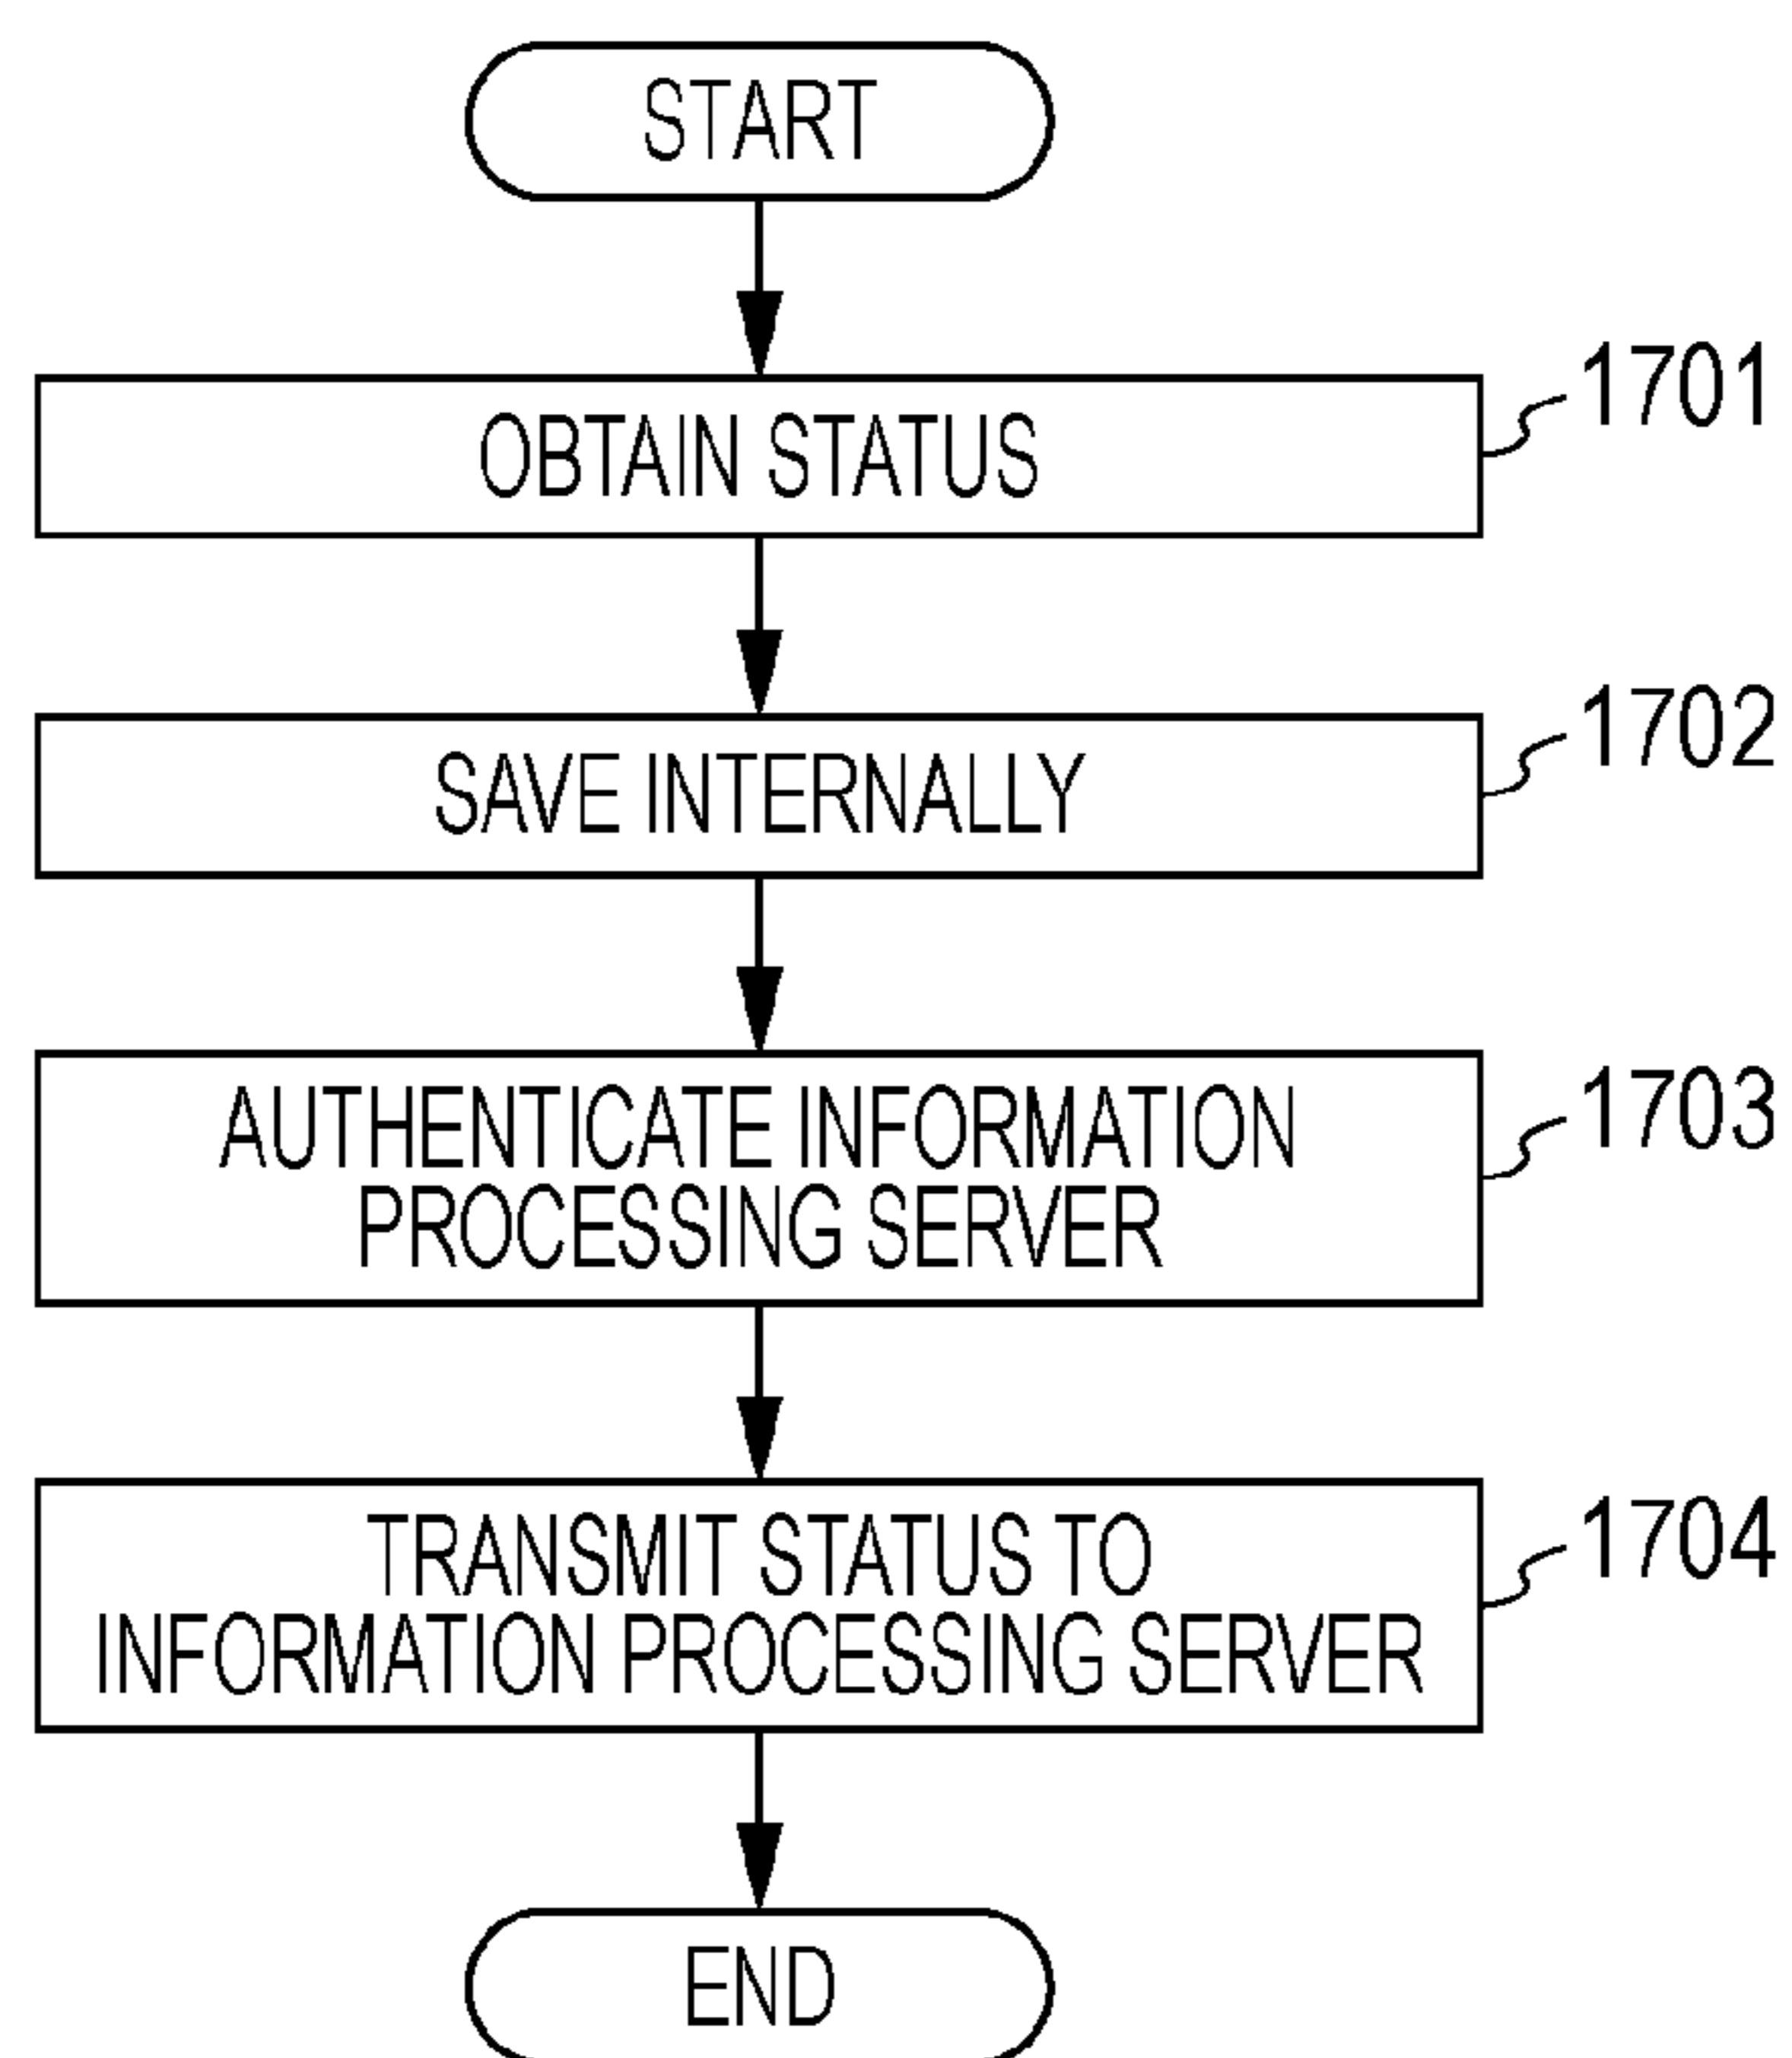 START
OBTAIN STATUS
1701
SAVE INTERNALLY
1702
AUTHENTICATE INFORMATION
PROCESSING SERVER
1703
TRANSMIT STATUS TO
INFORMATION PROCESSING SERVER
1704
END